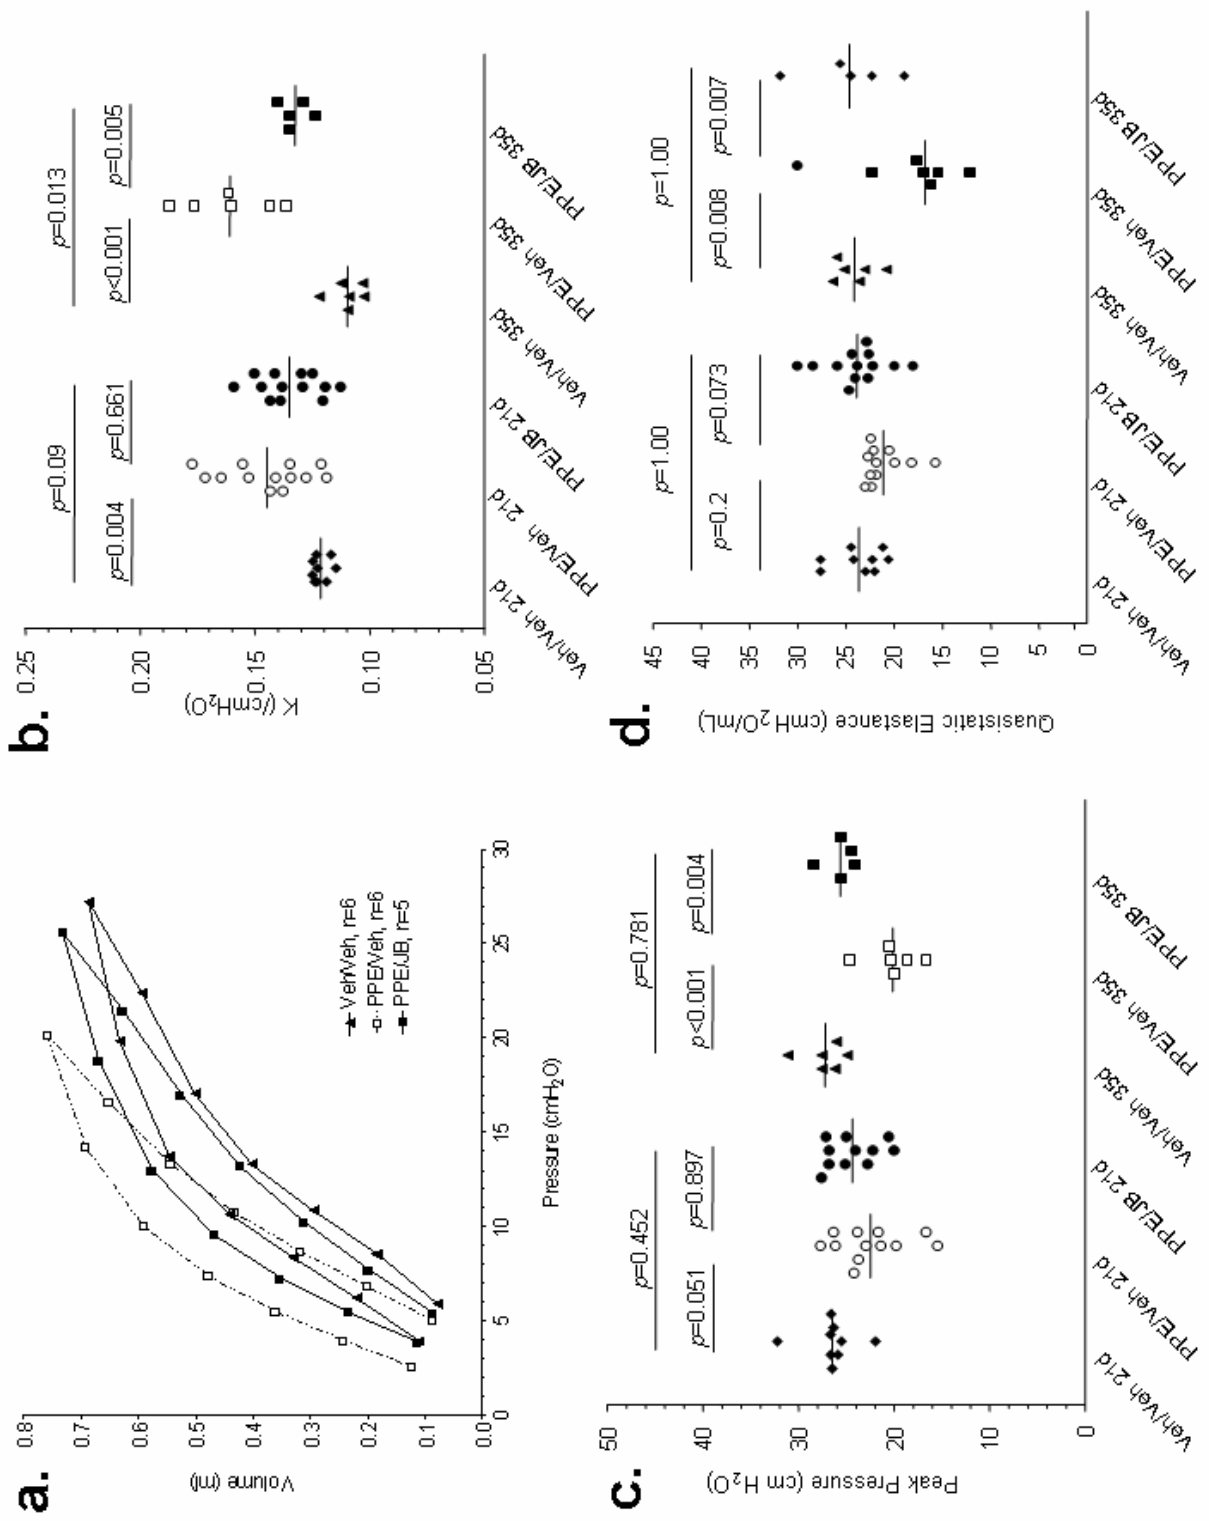 a.
0.8
0.7
0.6
0.5
0.4
0.3
0.2
0.1
0.0
Volume (ml)
0
5
10
15
20
25
30
Pressure (cmH2O)
Veh/Veh, n=6
PPE/Veh, n=6
PPE/JB, n=5
b.
0.25
0.20
0.15
0.10
0.05
K (/cmH2O)
p=0.09
p=0.013
p=0.004
p=0.661
p<0.001
p=0.005
Veh/Veh 21d
PPE/Veh 21d
PPE/JB 21d
Veh/Veh 35d
PPE/Veh 35d
PPE/JB 35d
c.
50
40
30
20
10
0
Peak Pressure (cm H2O)
p=0.452
p=0.781
p=0.051
p=0.897
p<0.001
p=0.004
Veh/Veh 21d
PPE/Veh 21d
PPE/JB 21d
Veh/Veh 35d
PPE/Veh 35d
PPE/JB 35d
d.
45
40
35
30
25
20
15
10
5
0
Quasistatic Elastance (cmH2O/mL)
p=1.00
p=1.00
p=0.2
p=0.073
p=0.008
p=0.007
Veh/Veh 21d
PPE/Veh 21d
PPE/JB 21d
Veh/Veh 35d
PPE/Veh 35d
PPE/JB 35d